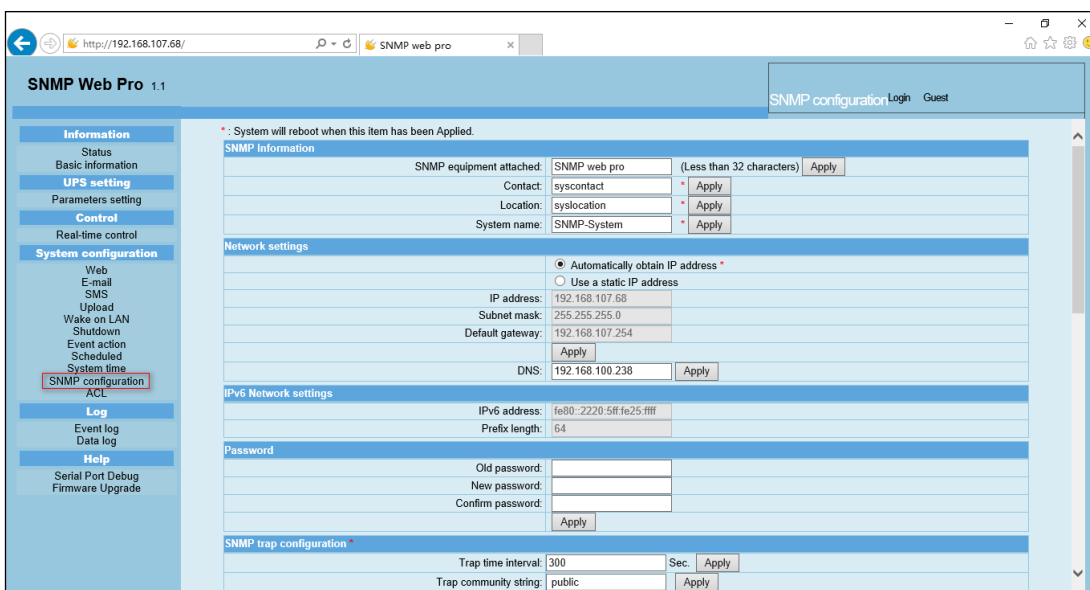 http://192.168.107.68/
SNMP web pro
SNMP Web Pro 1.1
SNMP configuration Login Guest
Information
Status
Basic information
UPS setting
Parameters setting
Control
Real-time control
System configuration
Web
E-mail
SMS
Upload
Wake on LAN
Shutdown
Event action
Scheduled
System time
SNMP configuration
ACL
Log
Event log
Data log
Help
Serial Port Debug
Firmware Upgrade
* : System will reboot when this item has been Applied.
SNMP Information
SNMP equipment attached: SNMP web pro (Less than 32 characters) Apply
Contact: syscontact * Apply
Location: syslocation * Apply
System name: SNMP-System * Apply
Network settings
Automatically obtain IP address *
Use a static IP address
IP address: 192.168.107.68
Subnet mask: 255.255.255.0
Default gateway: 192.168.107.254
Apply
DNS: 192.168.100.238 Apply
IPv6 Network settings
IPv6 address: fe80::2220:5ff:fe25:ffff
Prefix length: 64
Password
Old password:
New password:
Confirm password:
Apply
SNMP trap configuration *
Trap time interval: 300 Sec. Apply
Trap community string: public Apply